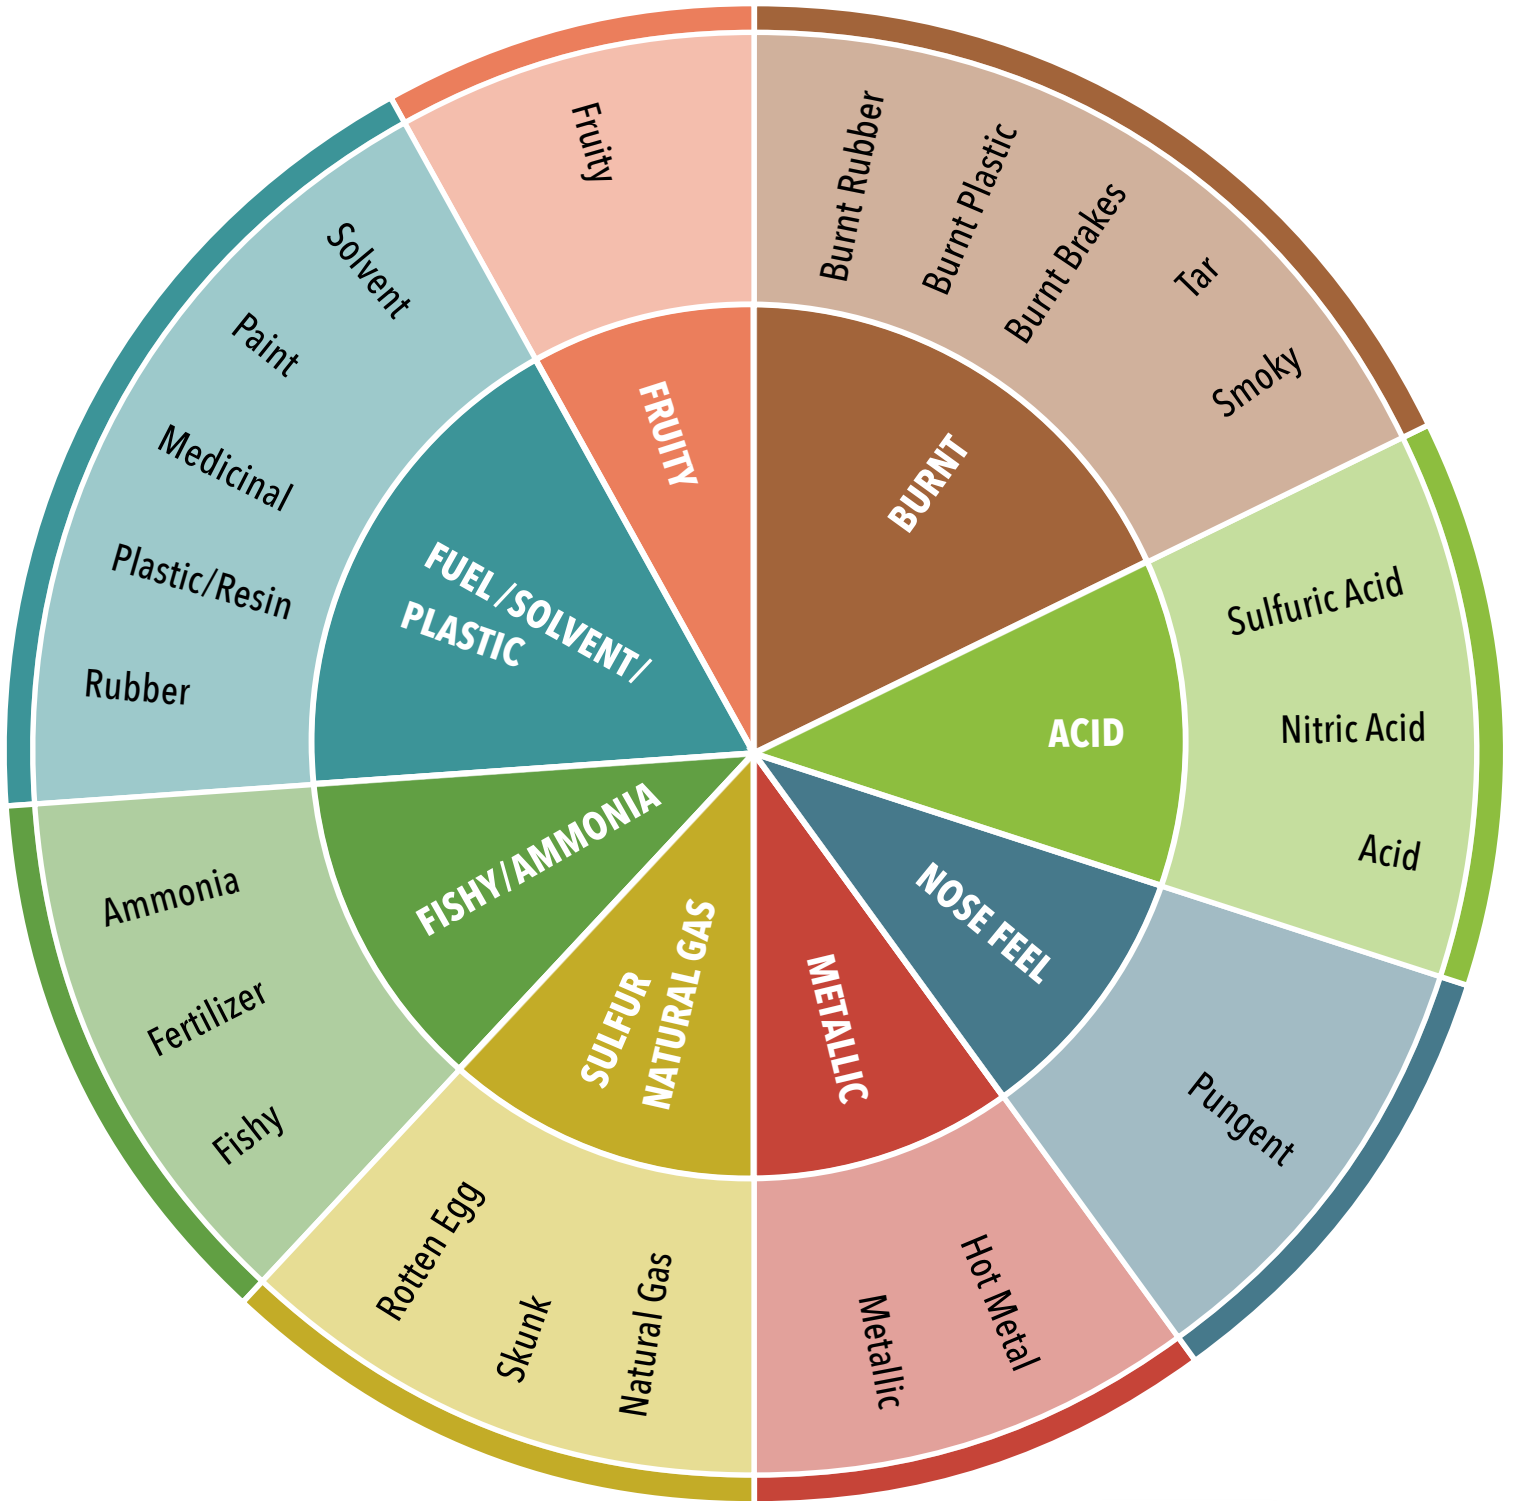 BURNT
Burnt Rubber
Burnt Plastic
Burnt Brakes
Tar
Smoky
ACID
Sulfuric Acid
Nitric Acid
Acid
NOSE FEEL
Pungent
METALLIC
Hot Metal
Metallic
SULFUR
NATURAL GAS
Natural Gas
Skunk
Rotten Egg
FISHY/AMMONIA
Fishy
Fertilizer
Ammonia
FUEL/SOLVENT/
PLASTIC
Rubber
Plastic/Resin
Medicinal
Paint
Solvent
FRUITY
Fruity